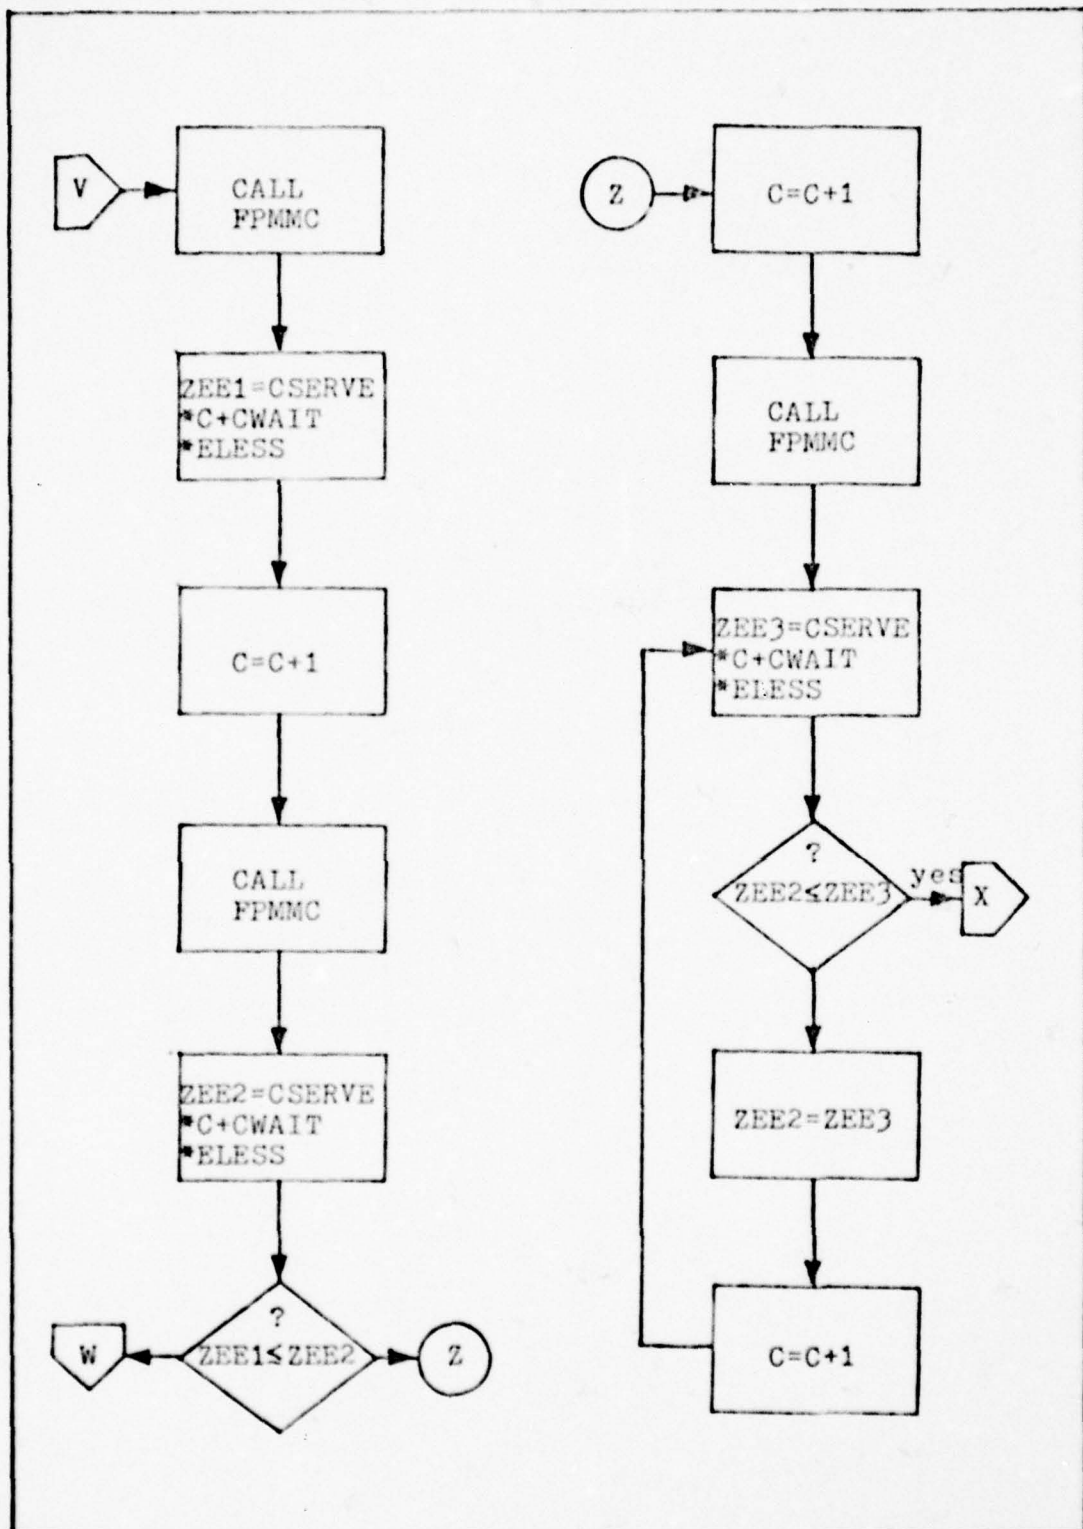 V
CALL
FPMMC
ZEE1=CSERVE
*C+CWAIT
*ELESS
C=C+1
CALL
FPMMC
ZEE2=CSERVE
*C+CWAIT
*ELESS
?
ZEE1≤ZEE2
W
Z
Z
C=C+1
CALL
FPMMC
ZEE3=CSERVE
*C+CWAIT
*ELESS
?
ZEE2≤ZEE3
yes
X
ZEE2=ZEE3
C=C+1